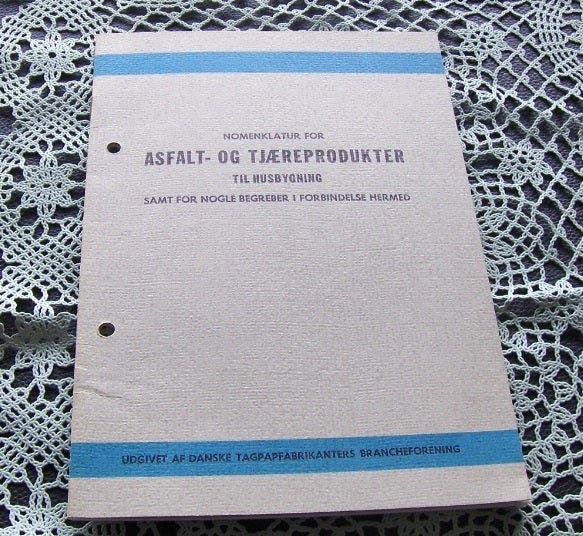 NOMENKLATUR FOR
ASFALT- OG TJÆREPRODUKTER
TIL HUSBYGNING
SAMT FOR NOGLE BEGREBER I FORBINDELSE HERMED
UDGIVET AF DANSKE TAGPAPFABRIKANTERS BRANCHEFORENING